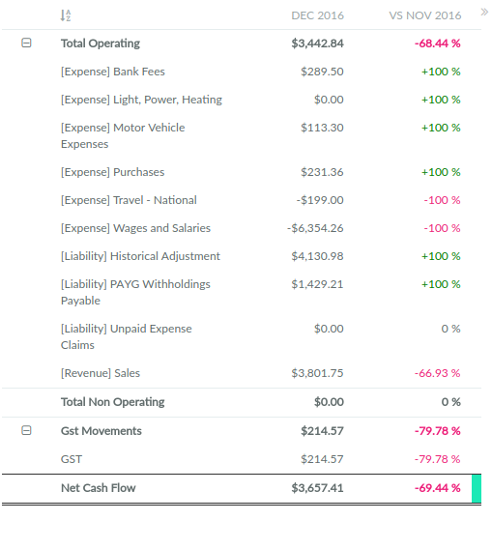 DEC 2016 VS NOV 2016
Total Operating $3,442.84 -68.44 %
[Expense] Bank Fees $289.50 +100 %
[Expense] Light, Power, Heating $0.00 +100 %
[Expense] Motor Vehicle $113.30 +100 %
Expenses
[Expense] Purchases $231.36 +100 %
[Expense] Travel - National -$199.00 -100 %
[Expense] Wages and Salaries -$6,354.26 -100 %
[Liability] Historical Adjustment $4,130.98 +100 %
[Liability] PAYG Withholdings $1,429.21 +100 %
Payable
[Liability] Unpaid Expense $0.00 0 %
Claims
[Revenue] Sales $3,801.75 -66.93 %
Total Non Operating $0.00 0 %
Gst Movements $214.57 -79.78 %
GST $214.57 -79.78 %
Net Cash Flow $3,657.41 -69.44 %